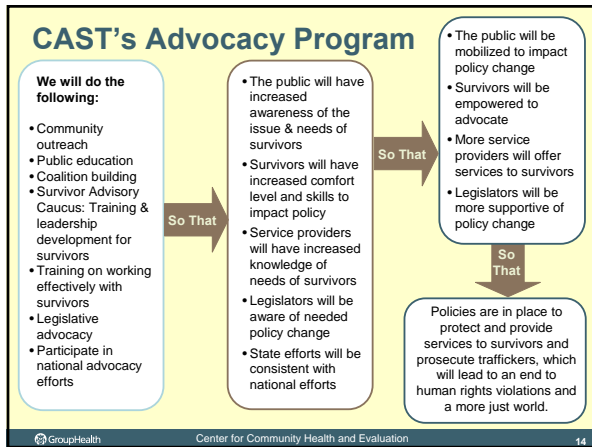 CAST's Advocacy Program
We will do the
following:
• Community
outreach
• Public education
• Coalition building
• Survivor Advisory
Caucus: Training &
leadership
development for
survivors
• Training on working
effectively with
survivors
• Legislative
advocacy
• Participate in
national advocacy
efforts
So That
• The public will have
increased
awareness of the
issue & needs of
survivors
• Survivors will have
increased comfort
level and skills to
impact policy
• Service providers
will have increased
knowledge of
needs of survivors
• Legislators will be
aware of needed
policy change
• State efforts will be
consistent with
national efforts
So That
• The public will be
mobilized to impact
policy change
• Survivors will be
empowered to
advocate
• More service
providers will offer
services to survivors
• Legislators will be
more supportive of
policy change
So
That
Policies are in place to
protect and provide
services to survivors and
prosecute traffickers, which
will lead to an end to
human rights violations and
a more just world.
GroupHealth
Center for Community Health and Evaluation
14